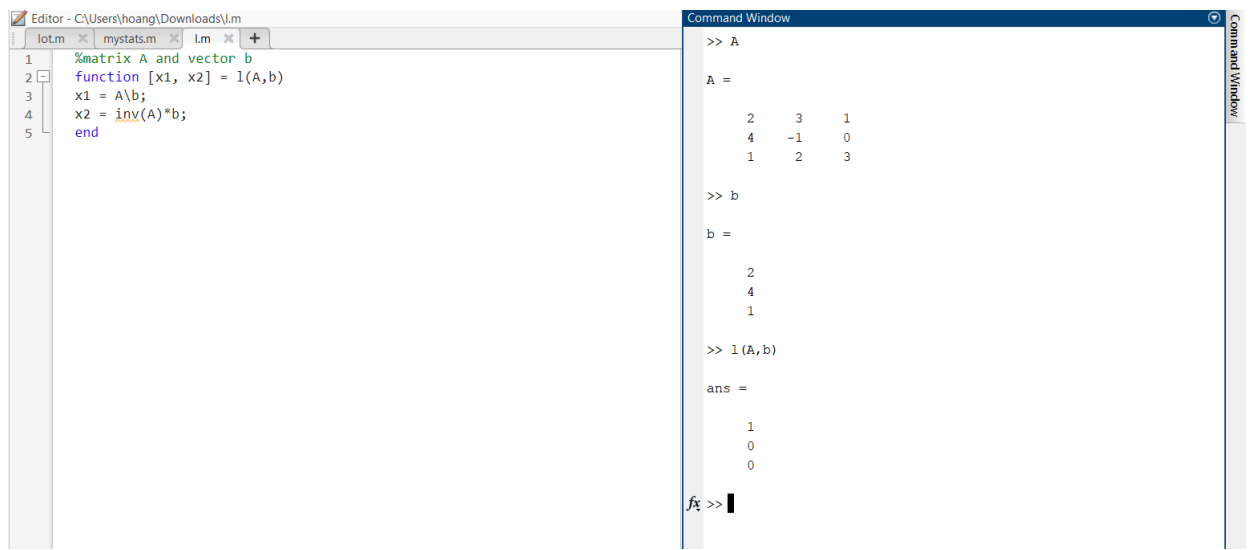 Editor - C:\Users\hoang\Downloads\l.m
lot.m × mystats.m × l.m × +
1 %matrix A and vector b
2 function [x1, x2] = l(A,b)
3 x1 = A\b;
4 x2 = inv(A)*b;
5 end
Command Window
>> A
A =
2 3 1
4 -1 0
1 2 3
>> b
b =
2
4
1
>> l(A,b)
ans =
1
0
0
fx >>
Command Window